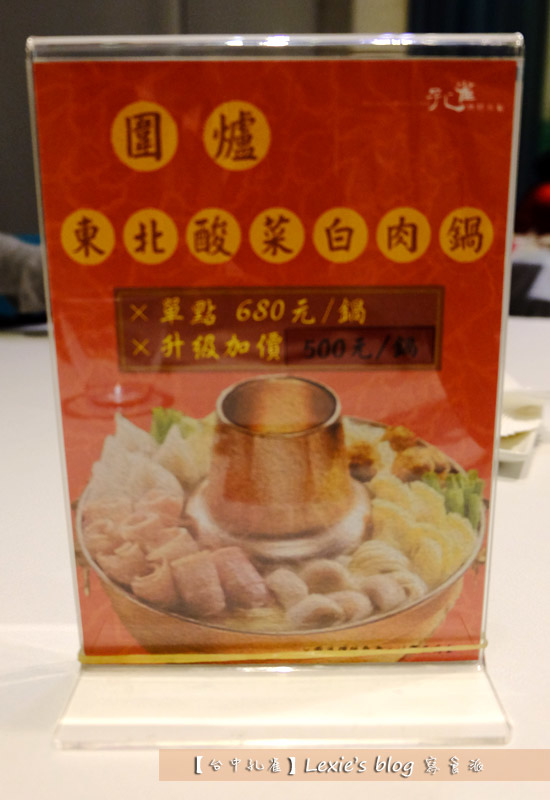 圍爐
東北酸菜白肉鍋
×單點 680元/鍋
×升級加價 500元/鍋
【台中孔雀】Lexie's blog 寫食派